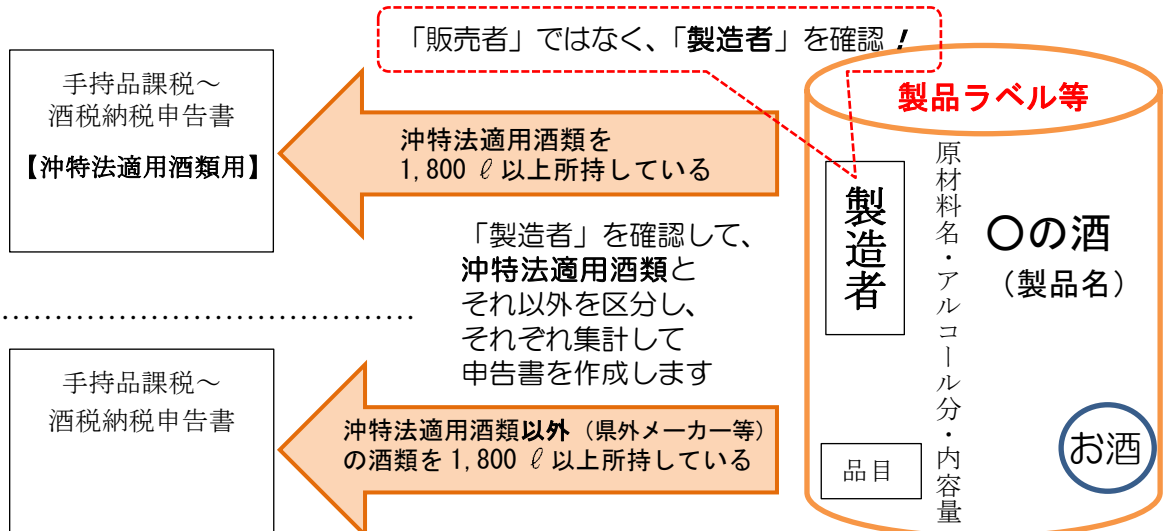 「販売者」ではなく、「製造者」を確認！
手持品課税～
酒税納税申告書
【沖特法適用酒類用】
沖特法適用酒類を
1,800 ℓ 以上所持している
「製造者」を確認して、
沖特法適用酒類と
それ以外を区分し、
それぞれ集計して
申告書を作成します
手持品課税～
酒税納税申告書
沖特法適用酒類以外（県外メーカー等）
の酒類を 1,800 ℓ 以上所持している
製品ラベル等
〇の酒
（製品名）
原材料名・アルコール分・内容量
製造者
品目
お酒